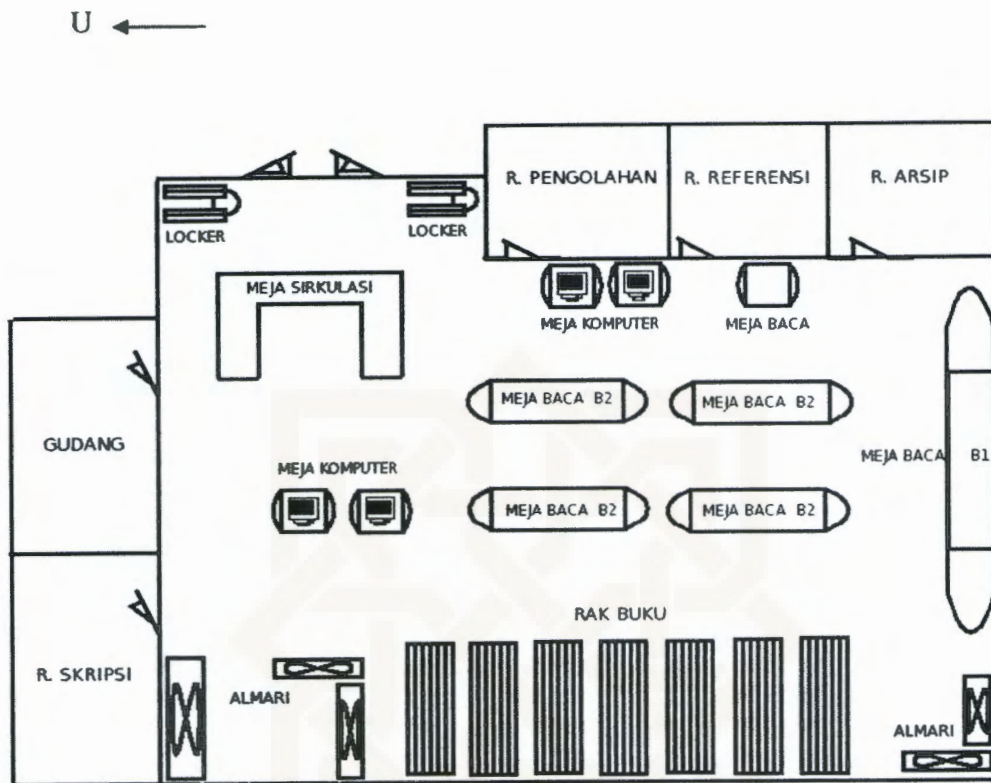 U
R. PENGOLAHAN
R. REFERENSI
R. ARSIP
LOCKER
LOCKER
MEJA SIRKULASI
MEJA KOMPUTER
MEJA BACA
MEJA BACA B2
MEJA BACA B2
GUDANG
MEJA BACA B1
MEJA KOMPUTER
MEJA BACA B2
MEJA BACA B2
RAK BUKU
R. SKRIPSI
ALMARI
ALMARI